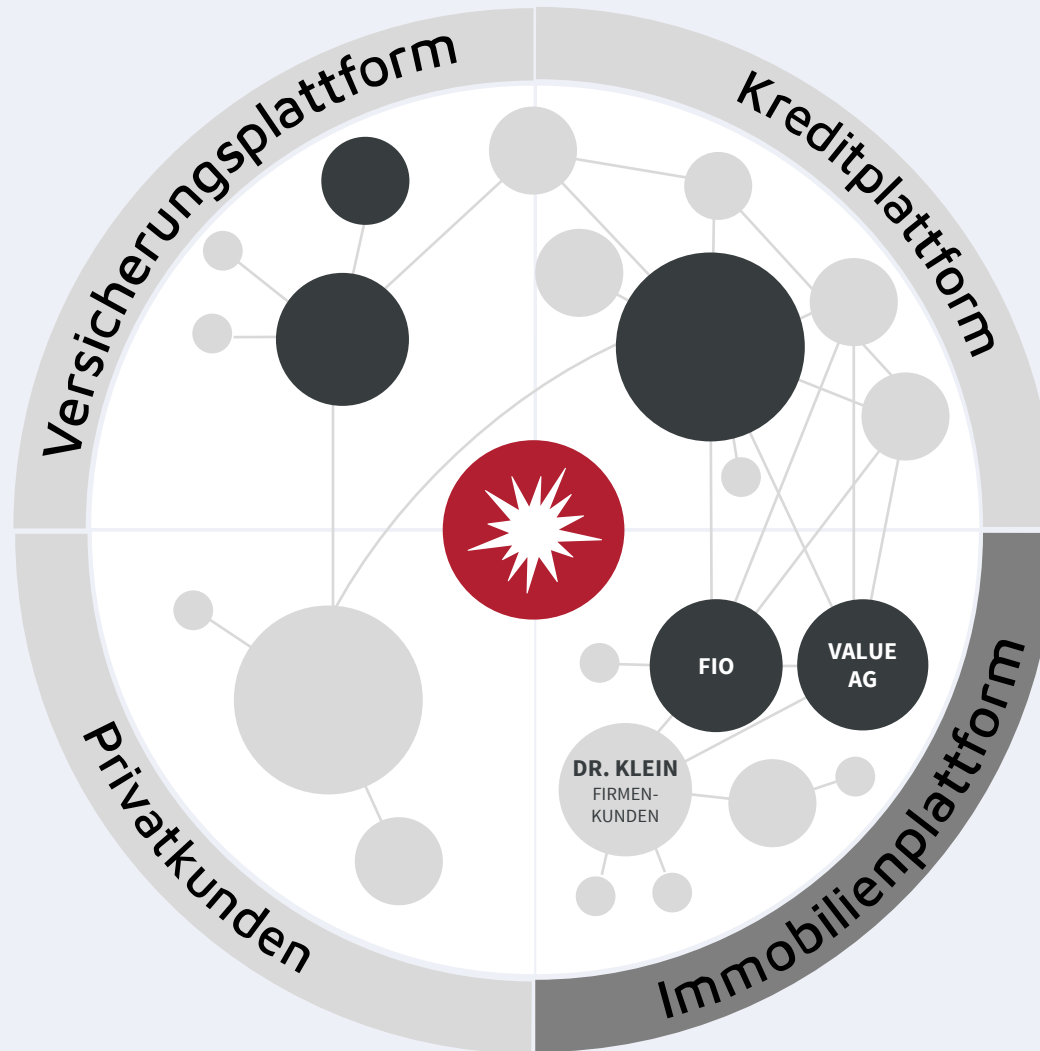 Versicherungsplattform
Kreditplattform
FIO
VALUE
AG
DR. KLEIN
FIRMEN-
KUNDEN
Privatkunden
Immobilienplattform